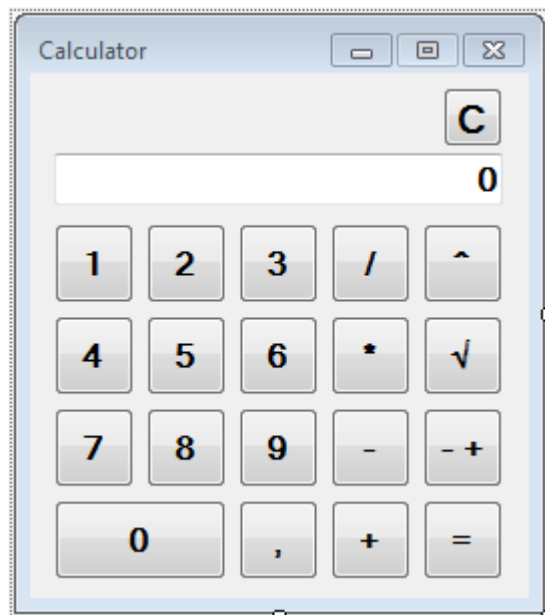 Calculator
C
0
1 2 3 / ^
4 5 6 * √
7 8 9 - - +
0 , + =